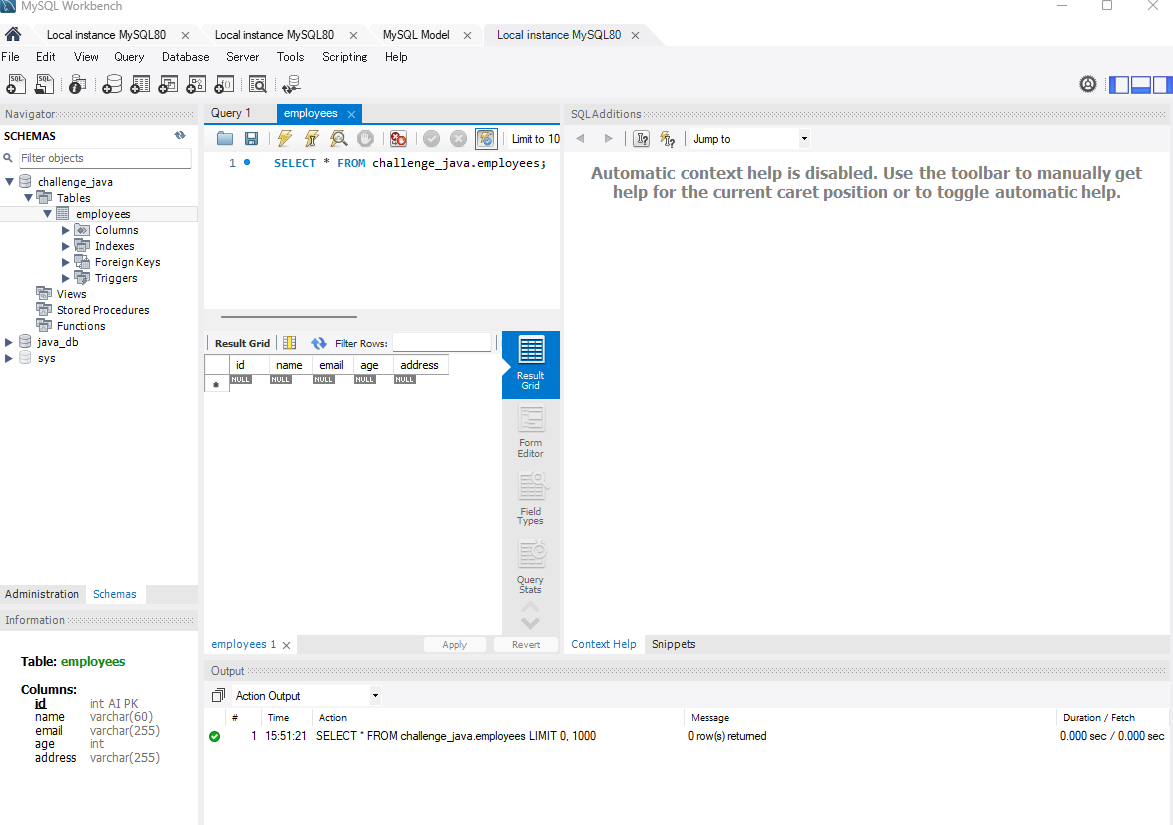 MySQL Workbench
Local instance MySQL80 Local instance MySQL80 MySQL Model Local instance MySQL80
File Edit View Query Database Server Tools Scripting Help
Navigator
SCHEMAS
Filter objects
challenge_java
Tables
employees
Columns
Indexes
Foreign Keys
Triggers
Views
Stored Procedures
Functions
java_db
sys
Administration Schemas
Information
Table: employees
Columns:
id int AI PK
name varchar(60)
email varchar(255)
age int
address varchar(255)
Query 1 employees
Limit to 10
1 SELECT * FROM challenge_java.employees;
Result Grid Filter Rows:
id name email age address
NULL NULL NULL NULL NULL
Result
Grid
Form
Editor
Field
Types
Query
Stats
employees 1 Apply Revert
SQLAdditions
Jump to
Automatic context help is disabled. Use the toolbar to manually get
help for the current caret position or to toggle automatic help.
Context Help Snippets
Output
Action Output
# Time Action Message Duration / Fetch
1 15:51:21 SELECT * FROM challenge_java.employees LIMIT 0, 1000 0 row(s) returned 0.000 sec / 0.000 sec